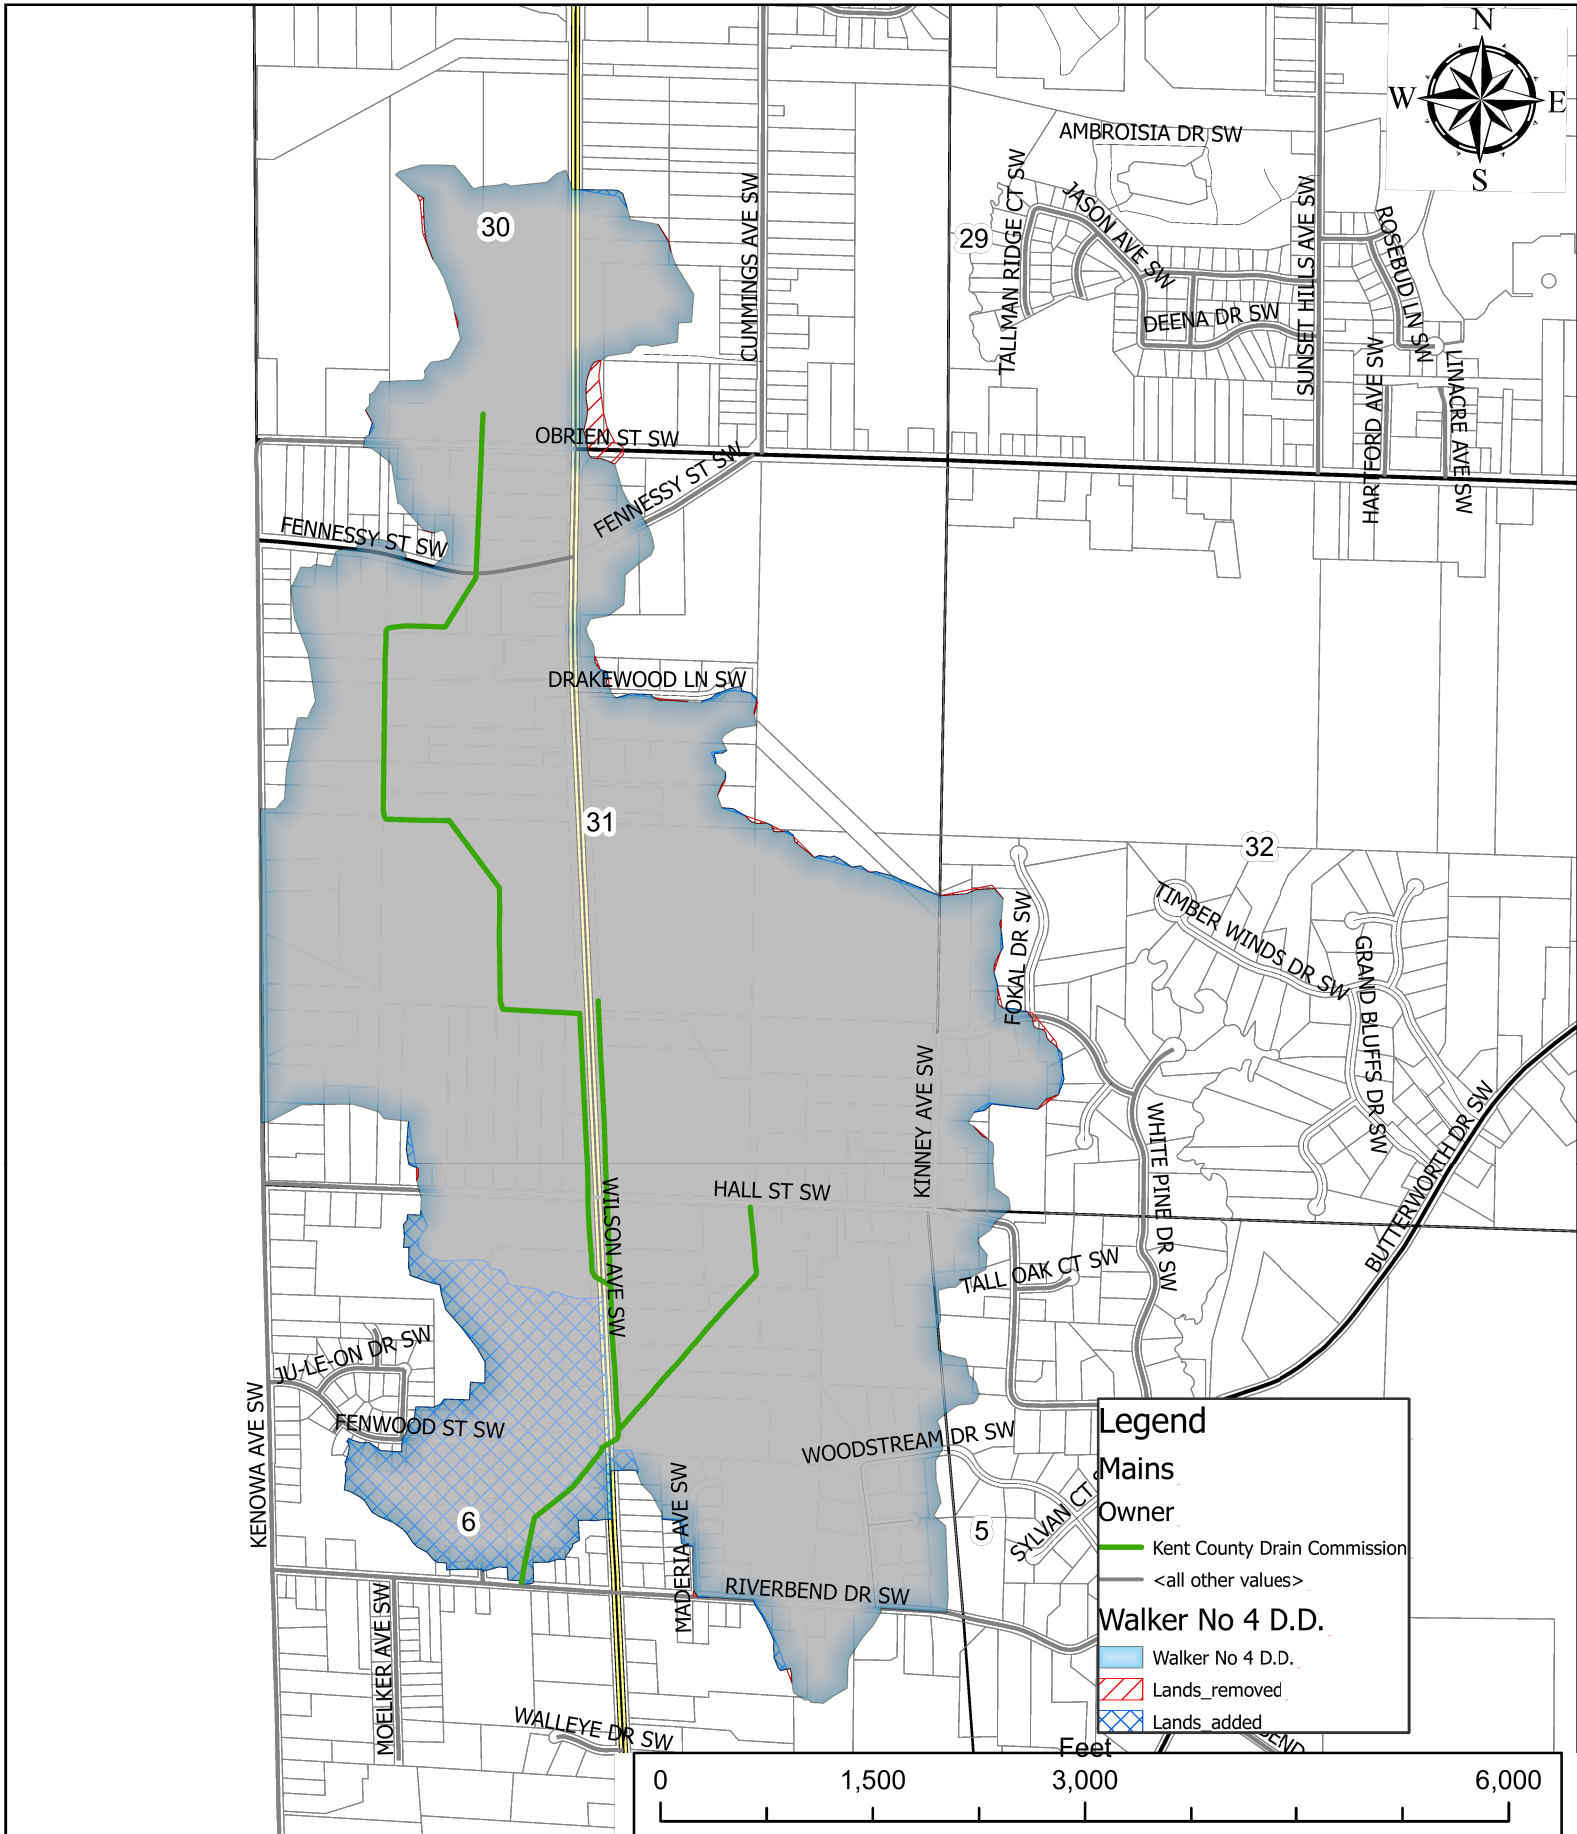 N
W
E
S
AMBROISIA DR SW
TALLMAN RIDGE CT SW
JASON AVE SW
CUMMINGS AVE SW
SUNSET HILLS AVE SW
ROSEBUD LN SW
30
29
DEENA DR SW
HARTFORD AVE SW
LINACRE AVE SW
OBRIEN ST SW
FENNESSY ST SW
FENNESSY ST SW
DRAKEWOOD LN SW
31
32
TIMBER WINDS DR SW
FOKAL DR SW
GRAND BLUFFS DR SW
KINNEY AVE SW
WHITE PINE DR SW
BUTTERWORTH DR SW
HALL ST SW
WILSON AVE SW
TALL OAK CT SW
JU-LE-ON DR SW
KENOWA AVE SW
FENWOOD ST SW
WOODSTREAM DR SW
MADERIA AVE SW
6
5
SYLVAN CT
RIVERBEND DR SW
MOELKER AVE SW
WALLEYE DR SW
Legend
Mains
Owner
Kent County Drain Commission
<all other values>
Walker No 4 D.D.
Walker No 4 D.D.
Lands_removed
Lands_added
Feet
0
1,500
3,000
6,000